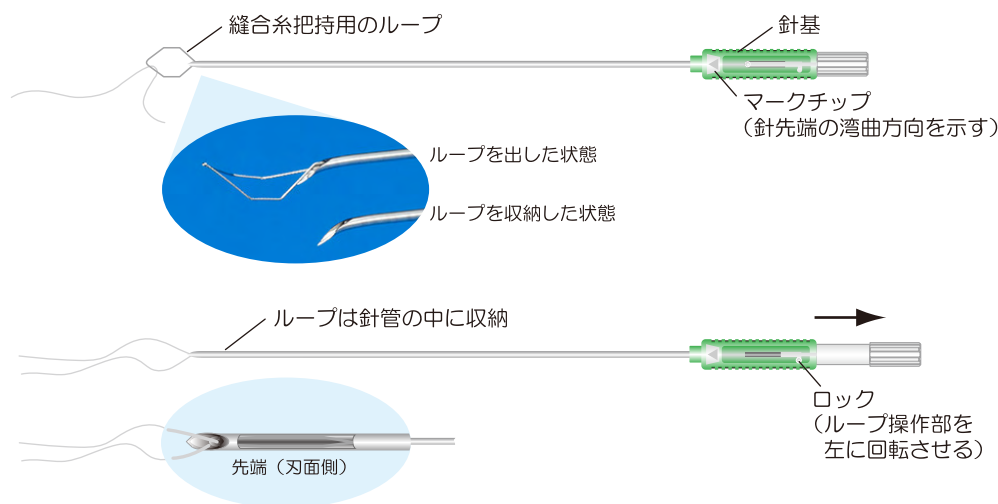 縫合糸把持用のループ
針基
マークチップ
（針先端の湾曲方向を示す）
ループを出した状態
ループを収納した状態
ループは針管の中に収納
ロック
（ループ操作部を
左に回転させる）
先端（刃面側）